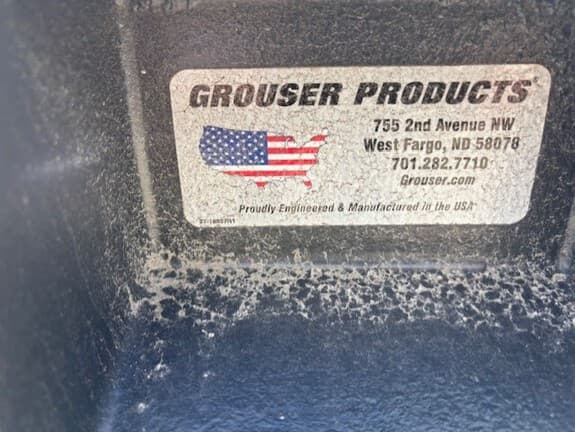 GROUSER PRODUCTS®
755 2nd Avenue NW
West Fargo, ND 58078
701.282.7710
Grouser.com
Proudly Engineered & Manufactured in the USA